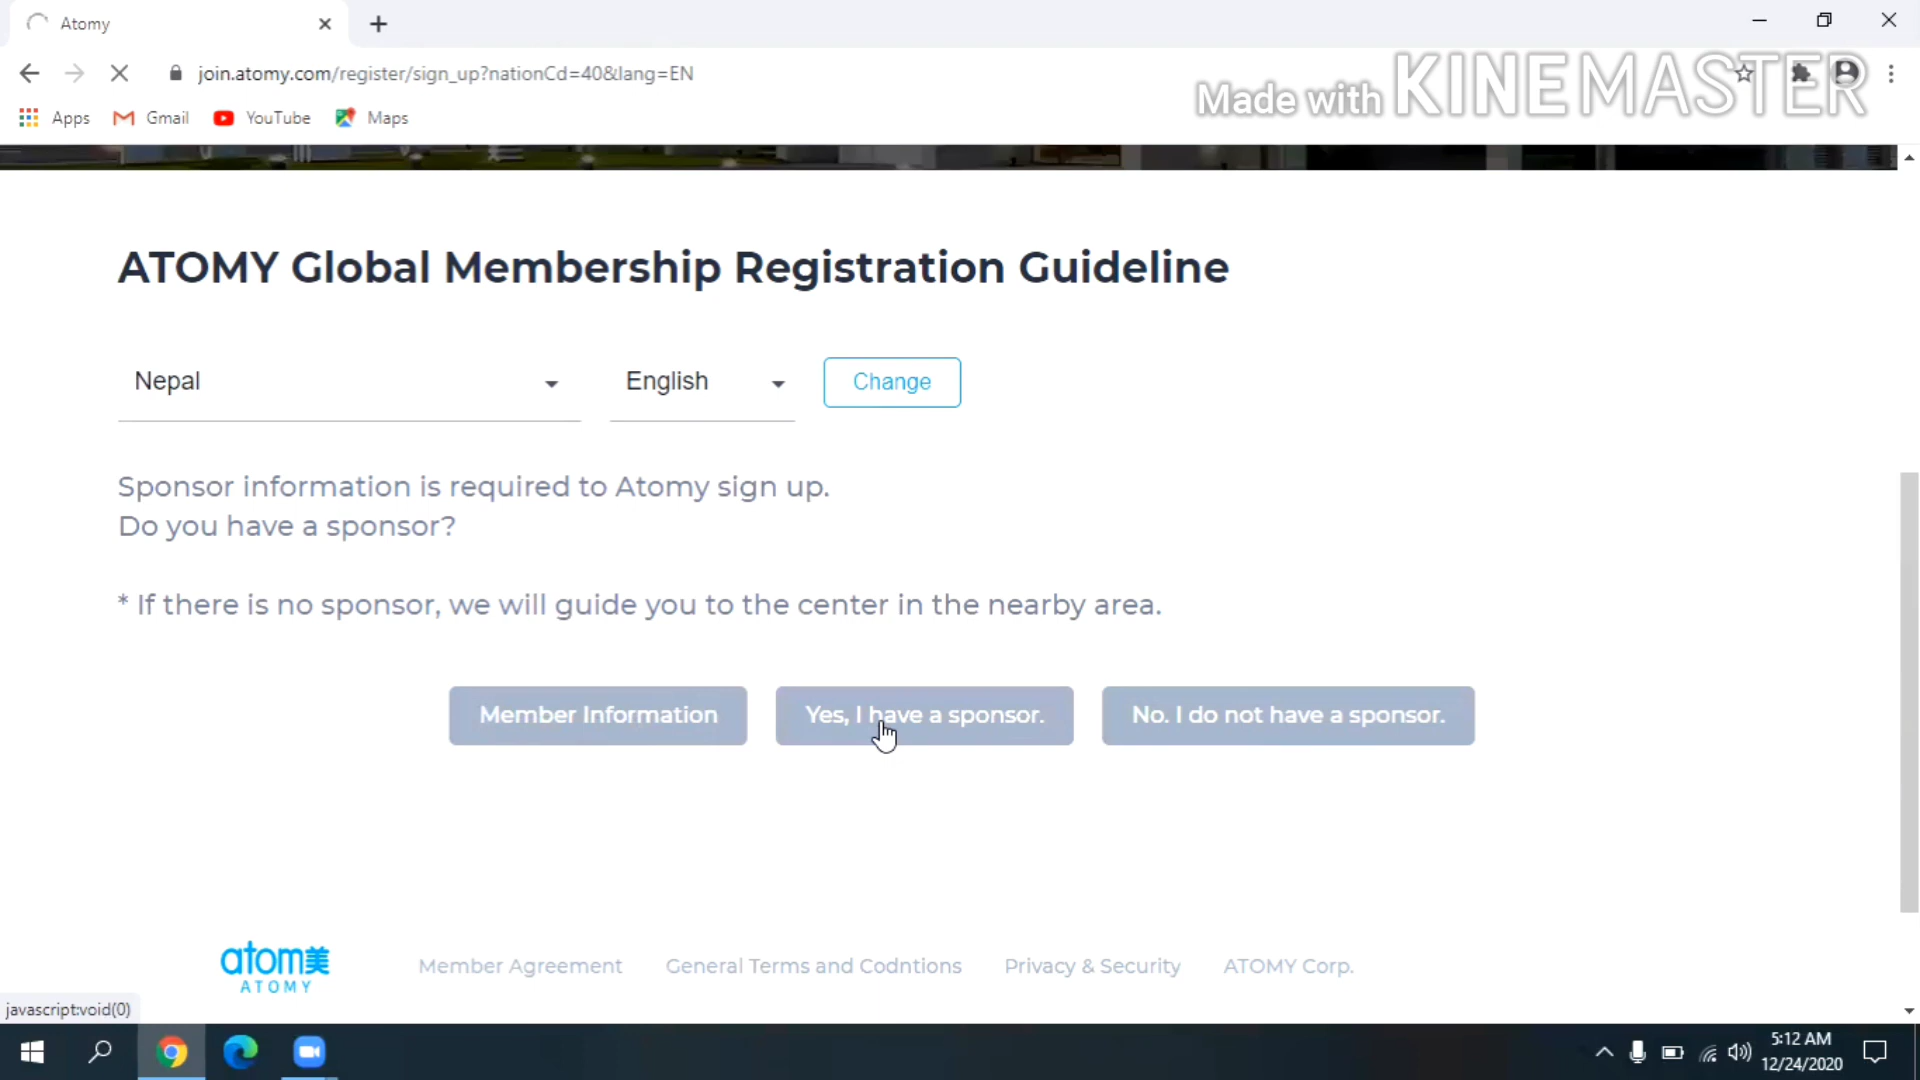 Atomy
join.atomy.com/register/sign_up?nationCd=40&lang=EN
Made with KINEMASTER
Apps Gmail YouTube Maps
ATOMY Global Membership Registration Guideline
Nepal English Change
Sponsor information is required to Atomy sign up.
Do you have a sponsor?
* If there is no sponsor, we will guide you to the center in the nearby area.
Member Information Yes, I have a sponsor. No. I do not have a sponsor.
atom美
ATOMY
Member Agreement General Terms and Codntions Privacy & Security ATOMY Corp.
javascript:void(0)
5:12 AM
12/24/2020